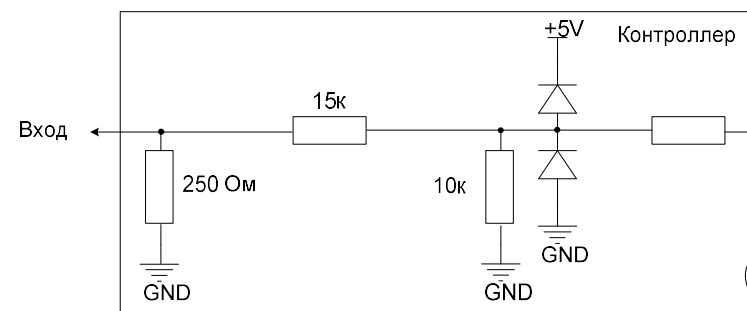 +5V
Контроллер
15к
Вход
250 Ом
10к
GND
GND
GND